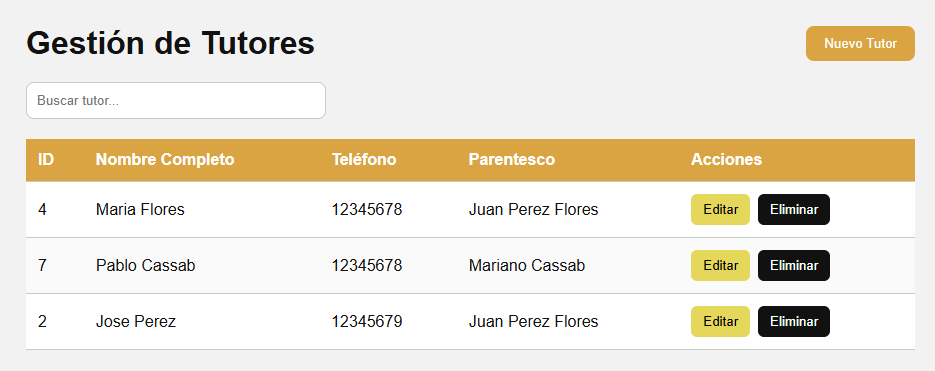 Gestión de Tutores
Nuevo Tutor
Buscar tutor...
ID Nombre Completo Teléfono Parentesco Acciones
4 Maria Flores 12345678 Juan Perez Flores Editar Eliminar
7 Pablo Cassab 12345678 Mariano Cassab Editar Eliminar
2 Jose Perez 12345679 Juan Perez Flores Editar Eliminar